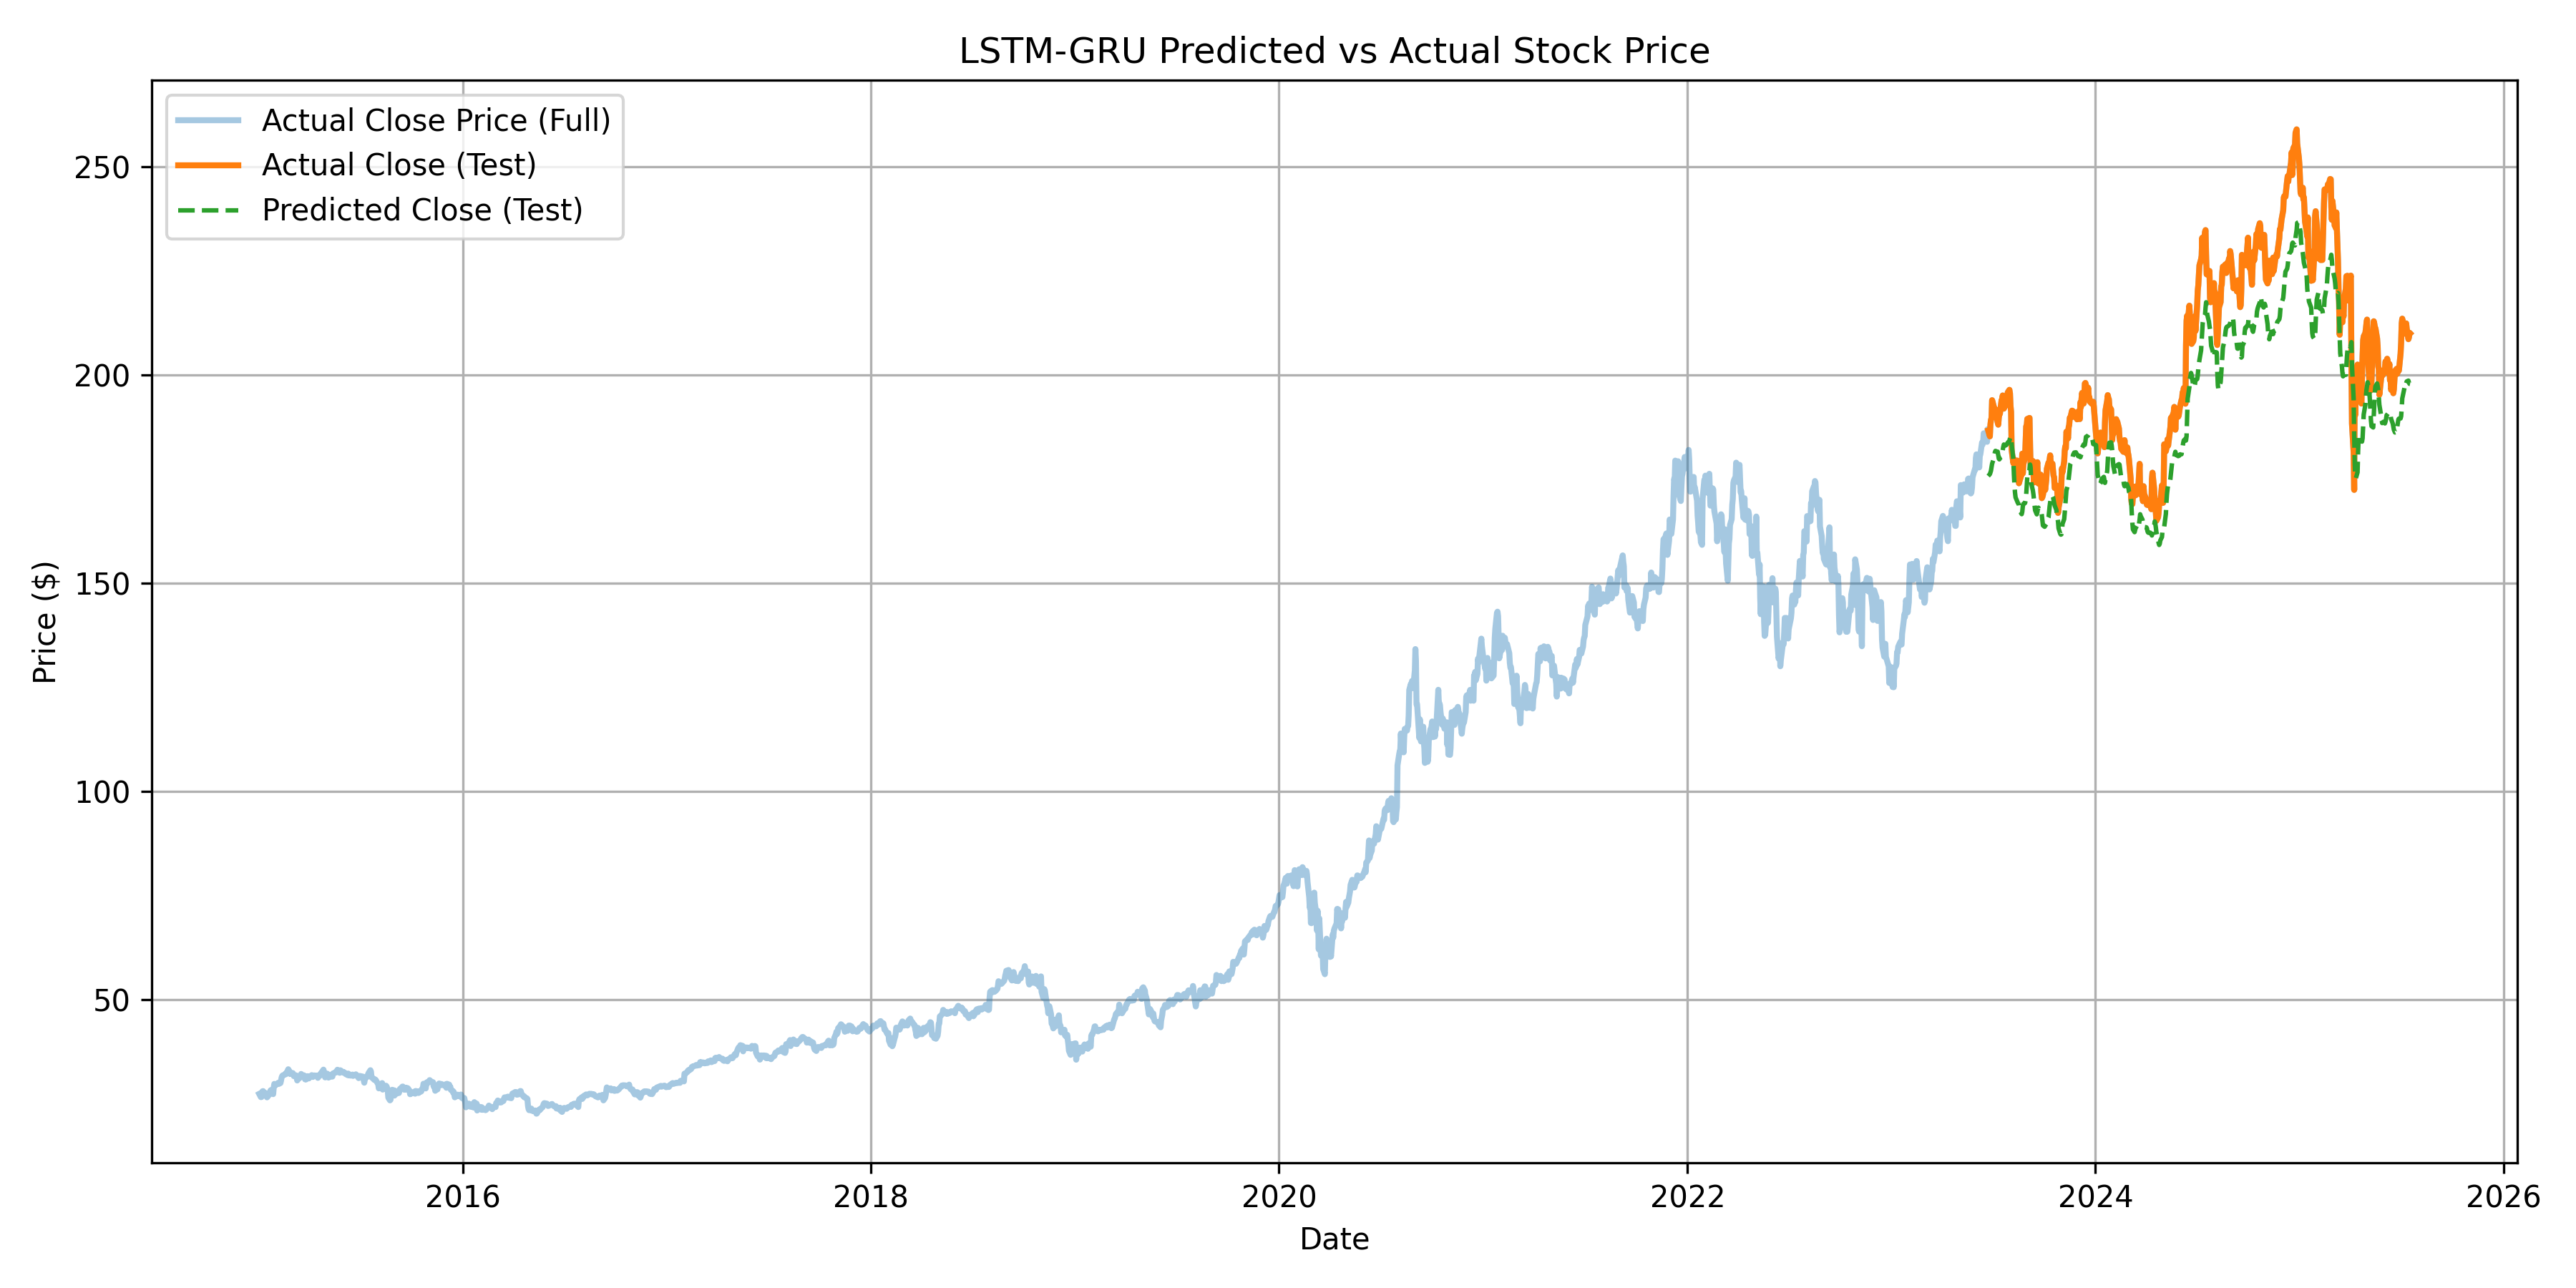 LSTM-GRU Predicted vs Actual Stock Price
Actual Close Price (Full)
Actual Close (Test)
Predicted Close (Test)
250
200
150
100
50
Price ($)
2016
2018
2020
2022
2024
2026
Date